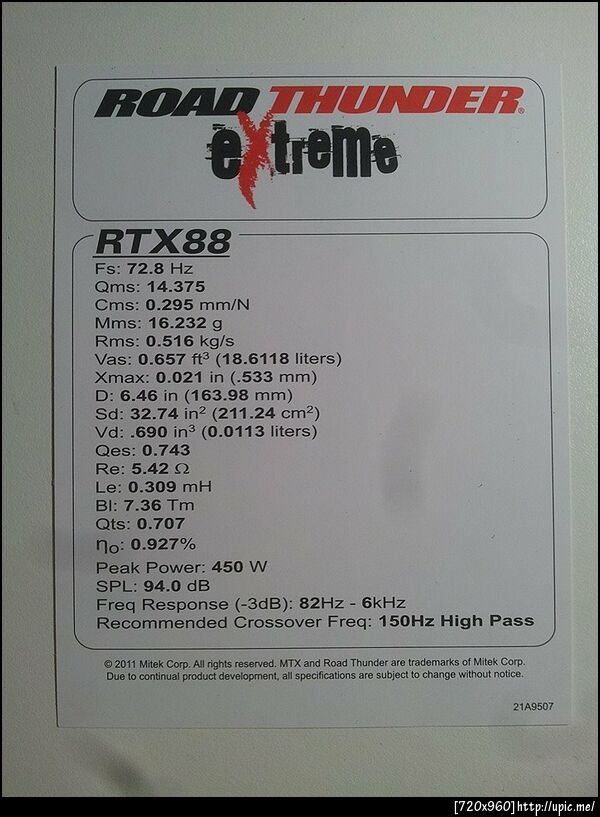 ROAD THUNDER®
eXtreme
RTX88
Fs: 72.8 Hz
Qms: 14.375
Cms: 0.295 mm/N
Mms: 16.232 g
Rms: 0.516 kg/s
Vas: 0.657 ft³ (18.6118 liters)
Xmax: 0.021 in (.533 mm)
D: 6.46 in (163.98 mm)
Sd: 32.74 in² (211.24 cm²)
Vd: .690 in³ (0.0113 liters)
Qes: 0.743
Re: 5.42 Ω
Le: 0.309 mH
Bl: 7.36 Tm
Qts: 0.707
ηo: 0.927%
Peak Power: 450 W
SPL: 94.0 dB
Freq Response (-3dB): 82Hz - 6kHz
Recommended Crossover Freq: 150Hz High Pass
© 2011 Mitek Corp. All rights reserved. MTX and Road Thunder are trademarks of Mitek Corp.
Due to continual product development, all specifications are subject to change without notice.
21A9507
[720x960]http://upic.me/